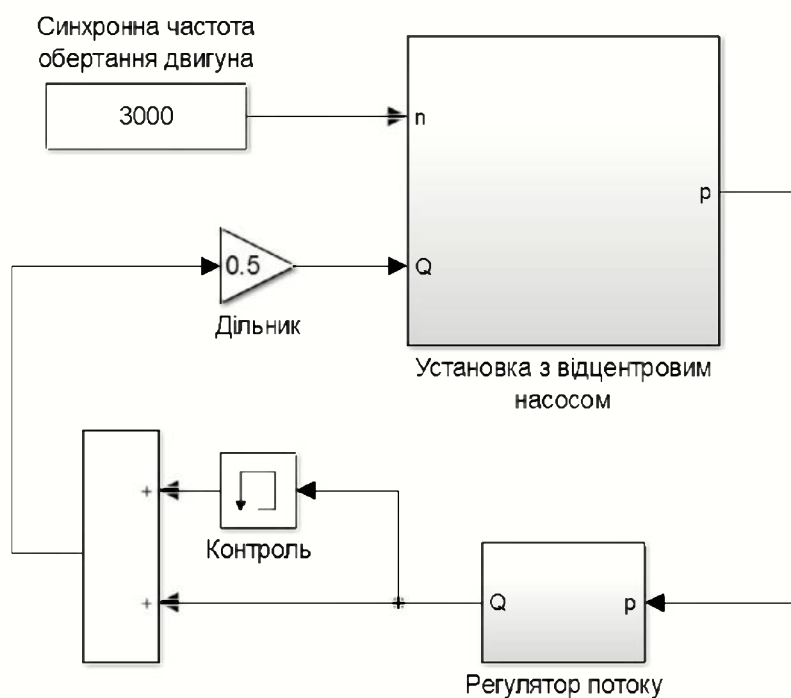 Синхронна частота
обертання двигуна
3000
n
p
0.5
Q
Дільник
Установка з відцентровим
насосом
+
Контроль
+
Q
p
Регулятор потоку